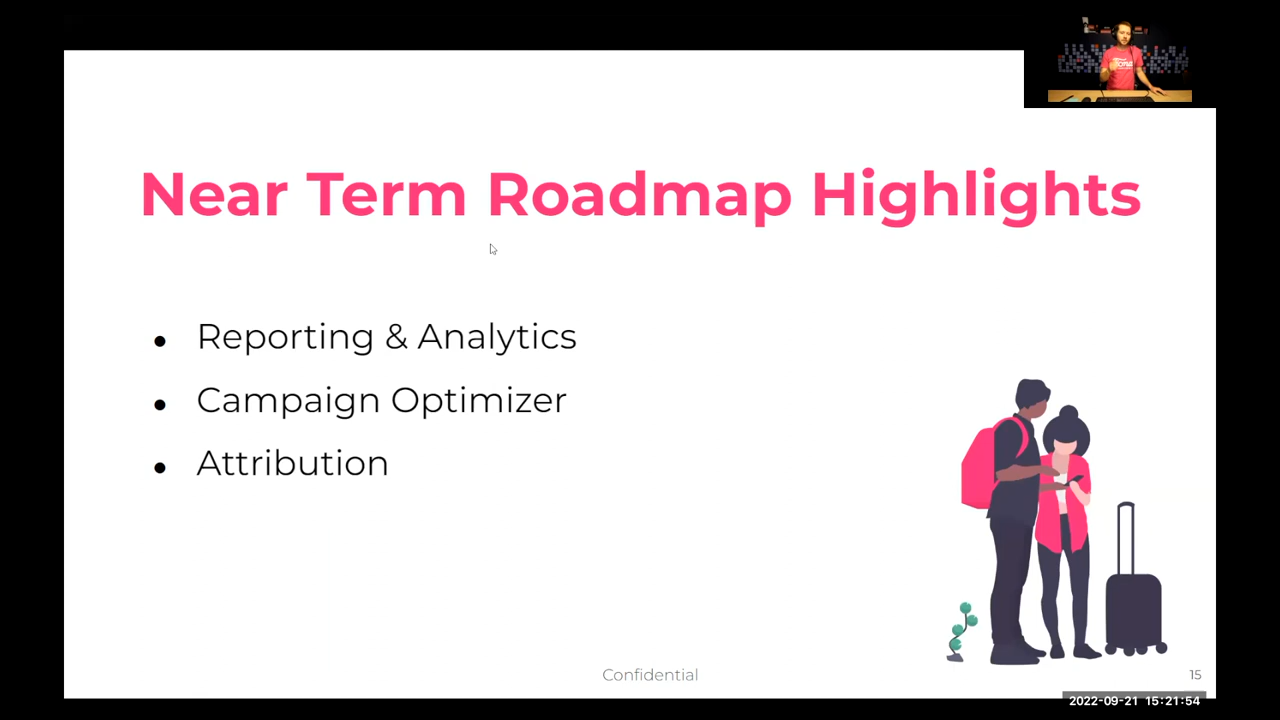 Near Term Roadmap Highlights
● Reporting & Analytics
● Campaign Optimizer
● Attribution
Confidential
15
2022-09-21 15:21:54